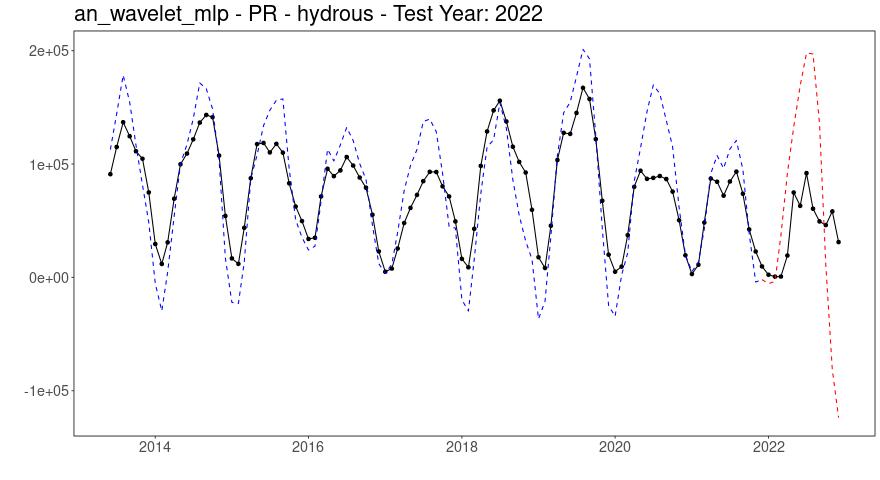 an_wavelet_mlp - PR - hydrous - Test Year: 2022
2e+05
1e+05
0e+00
-1e+05
2014 2016 2018 2020 2022